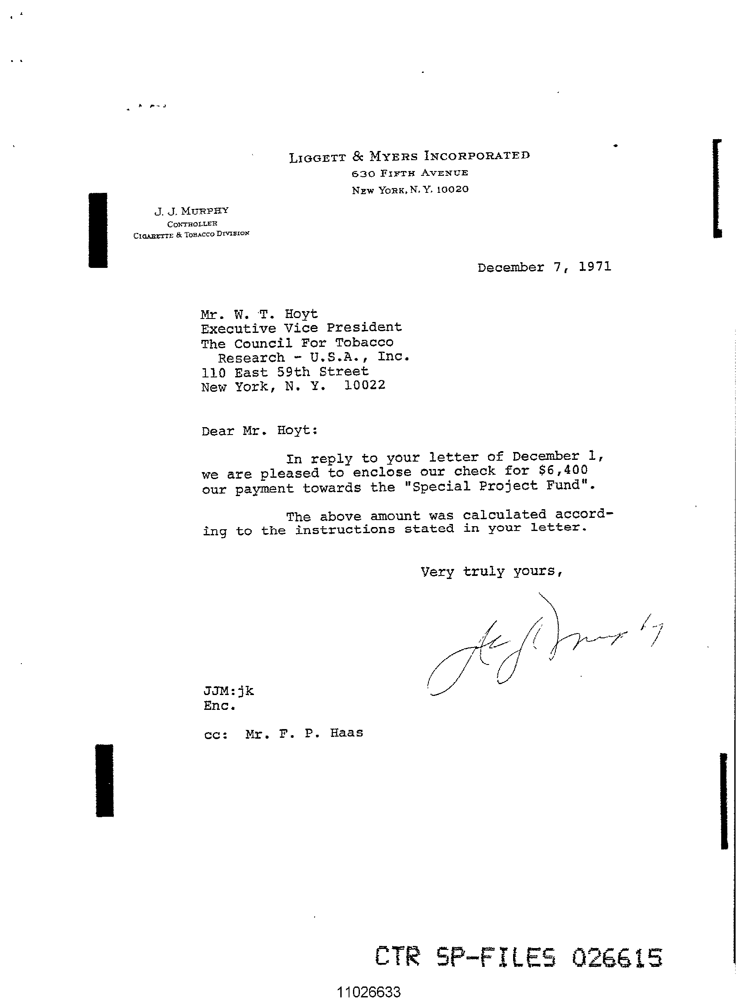 LIGGETT & MYERS INCORPORATED
630 FIFTH AVENUE
NEW YORK, N. Y. 10020
J. J. MURPHY
CONTROLLER
CIGARETTE & TOBACCO DIVISION
December 7, 1971
Mr. W. T. Hoyt
Executive Vice President
The Council For Tobacco
Research - U.S.A., Inc.
110 East 59th Street
New York, N. Y. 10022
Dear Mr. Hoyt:
In reply to your letter of December 1,
we are pleased to enclose our check for $6,400
our payment towards the "Special Project Fund".
The above amount was calculated accord-
ing to the instructions stated in your letter.
Very truly yours,
JJM:jk
Enc.
cc: Mr. F. P. Haas
CTR SP-FILES 026615
11026633